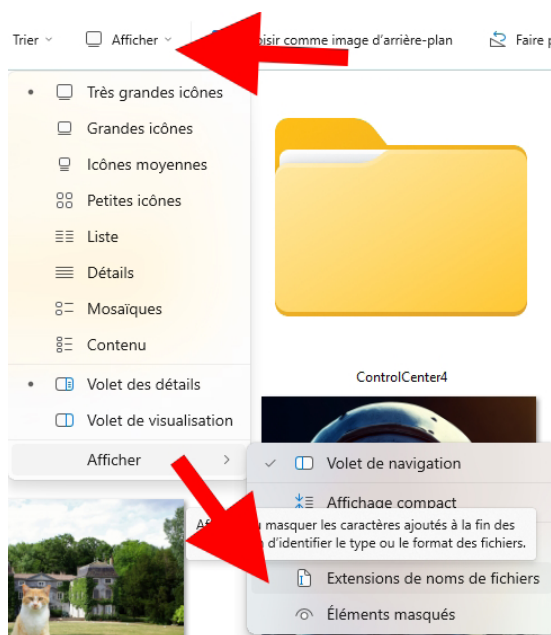 Trier Afficher oisir comme image d'arrière-plan Faire
Très grandes icônes
Grandes icônes
Icônes moyennes
Petites icônes
Liste
Détails
Mosaïques
Contenu
ControlCenter4
Volet des détails
Volet de visualisation
Afficher
Volet de navigation
Affichage compact
masquer les caractères ajoutés à la fin des
d'identifier le type ou le format des fichiers.
Extensions de noms de fichiers
Éléments masqués